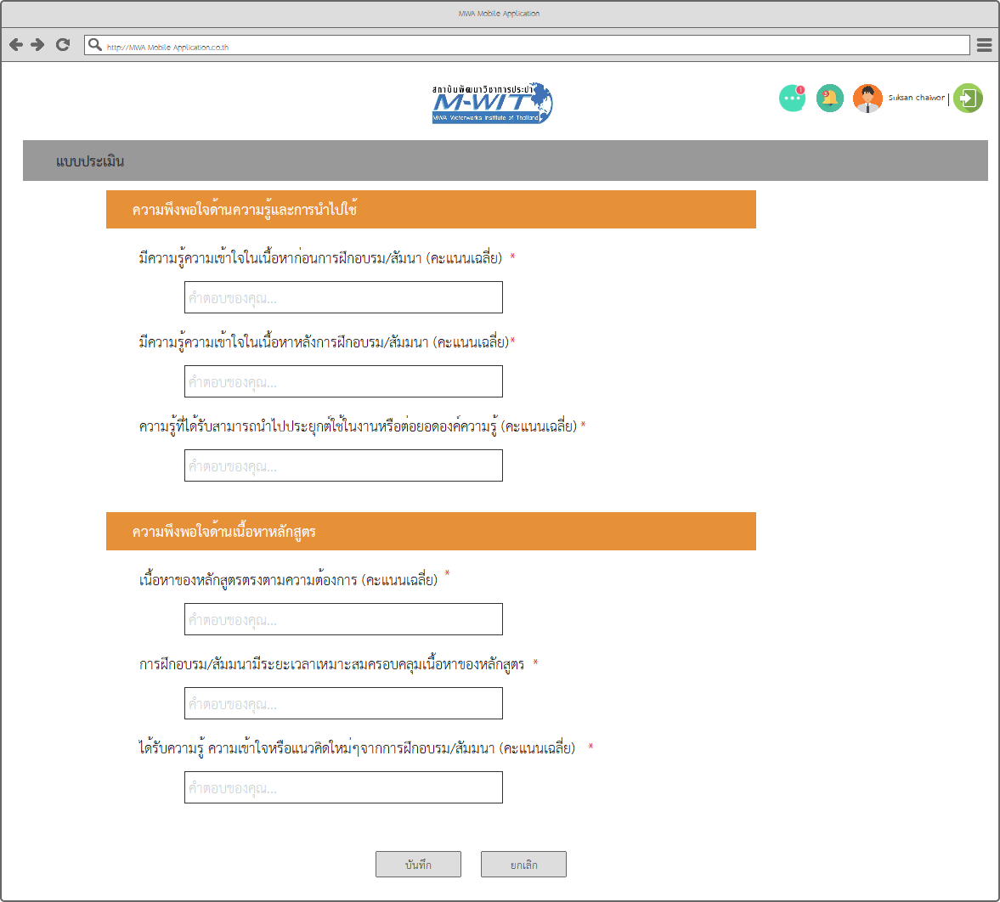 MWA Mobile Application
http://MWA Mobile Application.co.th
สถาบันพัฒนาวิชาการประปา
M-WIT
MWA Waterworks Institute of Thailand
1
3
Suksan chaiwor |
แบบประเมิน
ความพึงพอใจด้านความรู้และการนำไปใช้
มีความรู้ความเข้าใจในเนื้อหาก่อนการฝึกอบรม/สัมนา (คะแนนเฉลี่ย) *
คำตอบของคุณ...
มีความรู้ความเข้าใจในเนื้อหาหลังการฝึกอบรม/สัมมนา (คะแนนเฉลี่ย)*
คำตอบของคุณ...
ความรู้ที่ได้รับสามารถนำไปประยุกต์ใช้ในงานหรือต่อยอดองค์ความรู้ (คะแนนเฉลี่ย) *
คำตอบของคุณ...
ความพึงพอใจด้านเนื้อหาหลักสูตร
เนื้อหาของหลักสูตรตรงตามความต้องการ (คะแนนเฉลี่ย) *
คำตอบของคุณ...
การฝึกอบรม/สัมมนามีระยะเวลาเหมาะสมครอบคลุมเนื้อหาของหลักสูตร *
คำตอบของคุณ...
ได้รับความรู้ ความเข้าใจหรือแนวคิดใหม่ๆจากการฝึกอบรม/สัมมนา (คะแนนเฉลี่ย) *
คำตอบของคุณ...
บันทึก
ยกเลิก